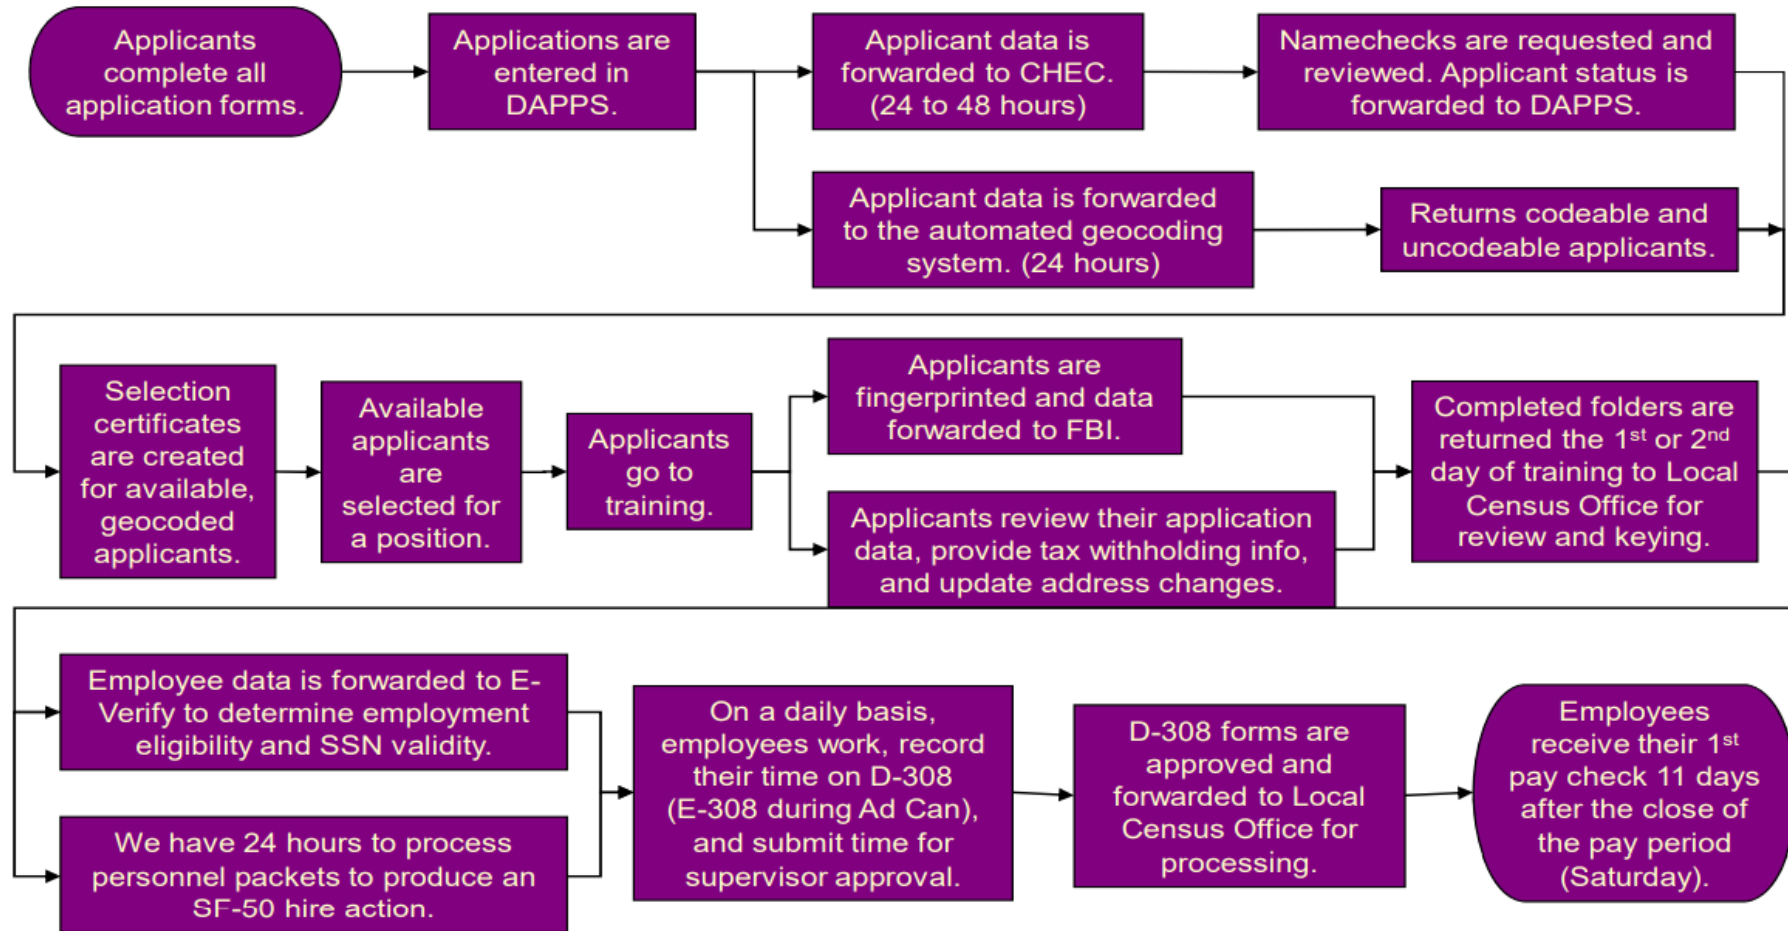 Applicants
complete all
application forms.
Applications are
entered in
DAPPS.
Applicant data is
forwarded to CHEC.
(24 to 48 hours)
Namechecks are requested and
reviewed. Applicant status is
forwarded to DAPPS.
Applicant data is forwarded
to the automated geocoding
system. (24 hours)
Returns codeable and
uncodeable applicants.
Selection
certificates
are created
for available,
geocoded
applicants.
Available
applicants
are
selected for
a position.
Applicants
go to
training.
Applicants are
fingerprinted and data
forwarded to FBI.
Applicants review their application
data, provide tax withholding info,
and update address changes.
Completed folders are
returned the 1st or 2nd
day of training to Local
Census Office for
review and keying.
Employee data is forwarded to E-
Verify to determine employment
eligibility and SSN validity.
We have 24 hours to process
personnel packets to produce an
SF-50 hire action.
On a daily basis,
employees work, record
their time on D-308
(E-308 during Ad Can),
and submit time for
supervisor approval.
D-308 forms are
approved and
forwarded to Local
Census Office for
processing.
Employees
receive their 1st
pay check 11 days
after the close of
the pay period
(Saturday).